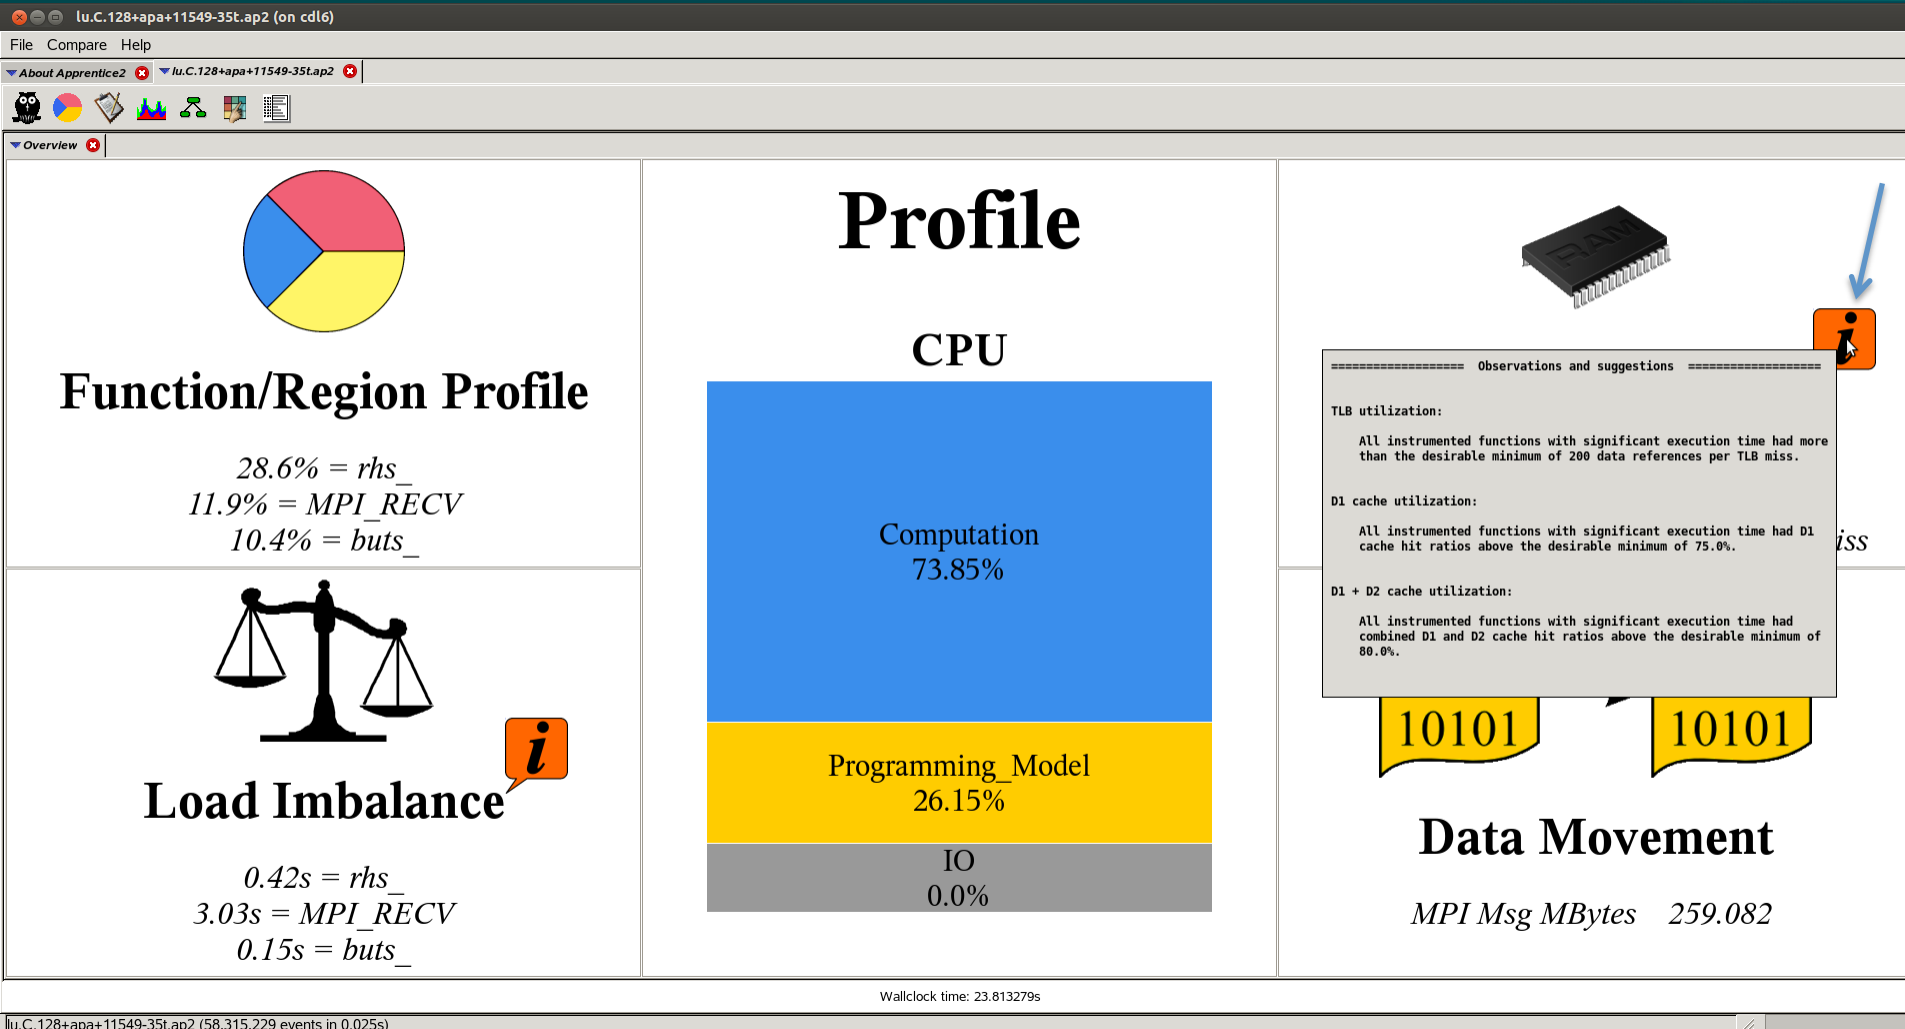 lu.C.128+apa+11549-35t.ap2 (on cdl6)
File Compare Help
About Apprentice2 lu.C.128+apa+11549-35t.ap2
Overview
Function/Region Profile
28.6% = rhs_
11.9% = MPI_RECV
10.4% = buts_
Load Imbalance
0.42s = rhs_
3.03s = MPI_RECV
0.15s = buts_
Profile
CPU
Computation
73.85%
Programming_Model
26.15%
IO
0.0%
RAM
=================== Observations and suggestions ===================
TLB utilization:
All instrumented functions with significant execution time had more
than the desirable minimum of 200 data references per TLB miss.
D1 cache utilization:
All instrumented functions with significant execution time had D1
cache hit ratios above the desirable minimum of 75.0%.
D1 + D2 cache utilization:
All instrumented functions with significant execution time had
combined D1 and D2 cache hit ratios above the desirable minimum of
80.0%.
10101 10101
Data Movement
MPI Msg MBytes 259.082
Wallclock time: 23.813279s
lu.C.128+apa+11549-35t.ap2 (58,315,229 events in 0.025s)